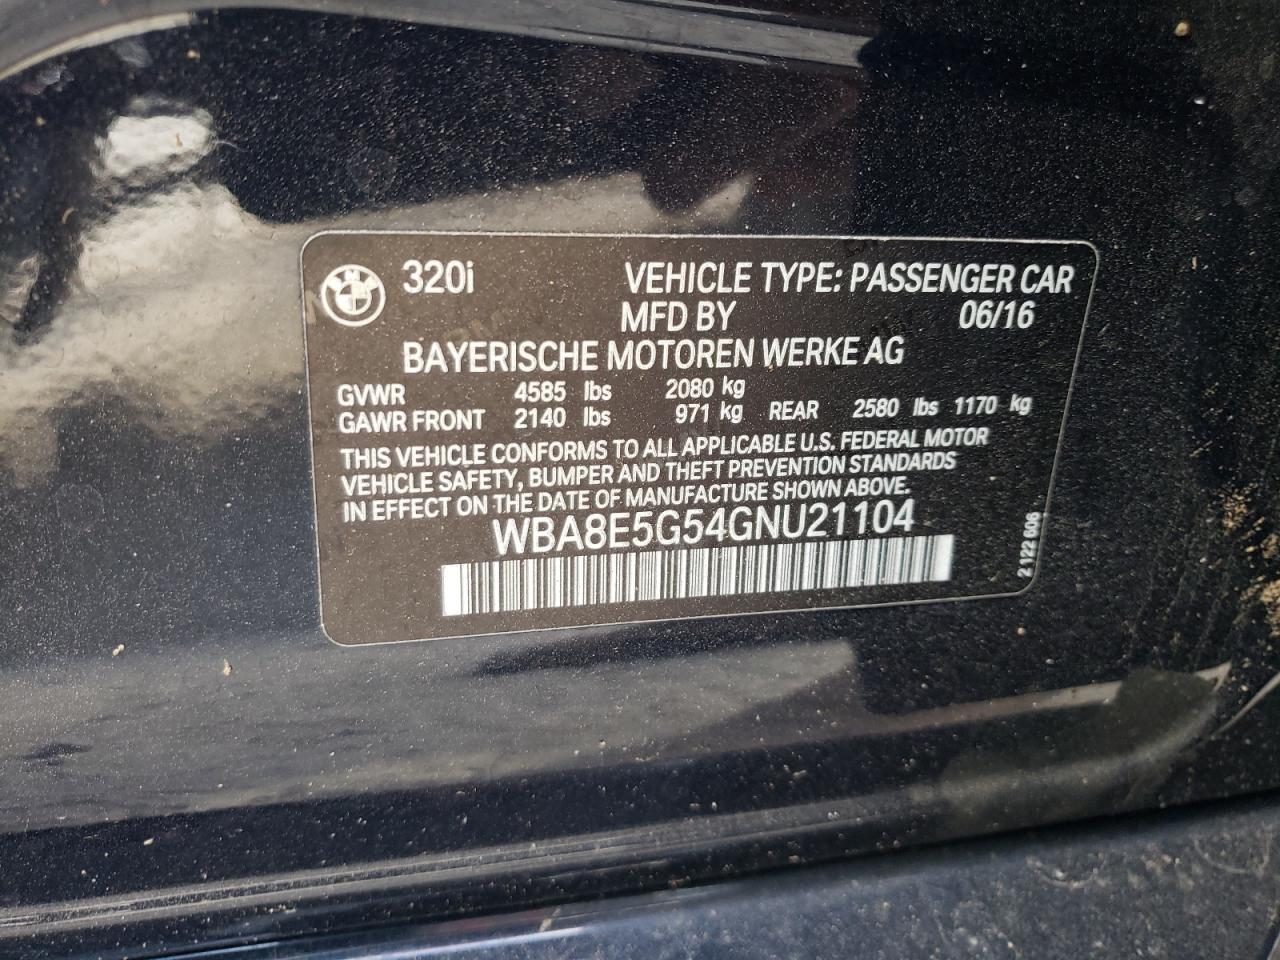 320i VEHICLE TYPE: PASSENGER CAR
MFD BY 06/16
BAYERISCHE MOTOREN WERKE AG
GVWR 4585 lbs 2080 kg
GAWR FRONT 2140 lbs 971 kg REAR 2580 lbs 1170 kg
THIS VEHICLE CONFORMS TO ALL APPLICABLE U.S. FEDERAL MOTOR
VEHICLE SAFETY, BUMPER AND THEFT PREVENTION STANDARDS
IN EFFECT ON THE DATE OF MANUFACTURE SHOWN ABOVE.
WBA8E5G54GNU21104
2 122 606